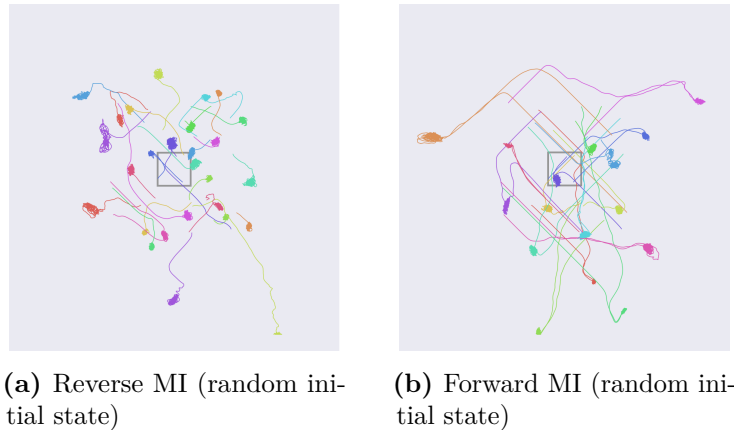 (a) Reverse MI (random ini-
tial state)
(b) Forward MI (random ini-
tial state)